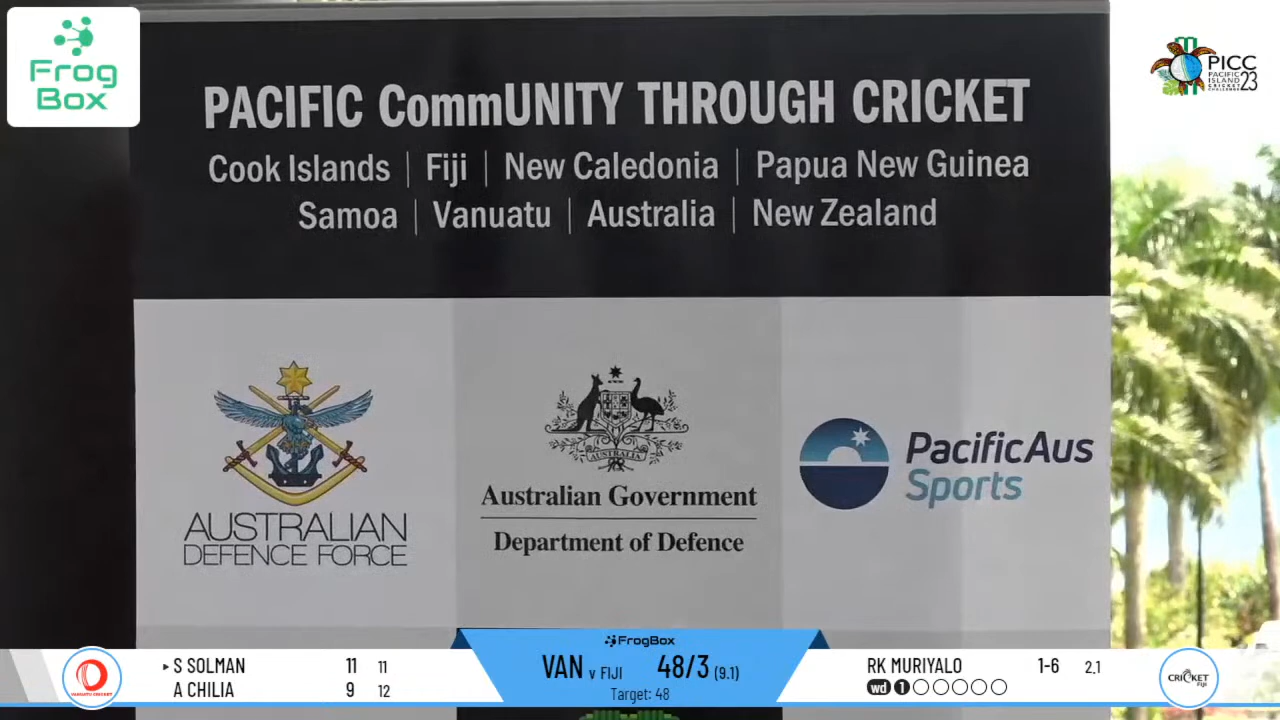 Frog
Box
PICC
PACIFIC
ISLAND
CRICKET
CHALLENGE
23
PACIFIC CommUNITY THROUGH CRICKET
Cook Islands | Fiji | New Caledonia | Papua New Guinea
Samoa | Vanuatu | Australia | New Zealand
AUSTRALIAN
DEFENCE FORCE
AUSTRALIA
Australian Government
Department of Defence
PacificAus
Sports
FrogBox
VANUATU CRICKET
S SOLMAN 11 11
A CHILIA 9 12
VAN v FIJI 48/3 (9.1)
Target: 48
RK MURIYALO 1-6 2.1
wd 1
CRICKET
Fiji